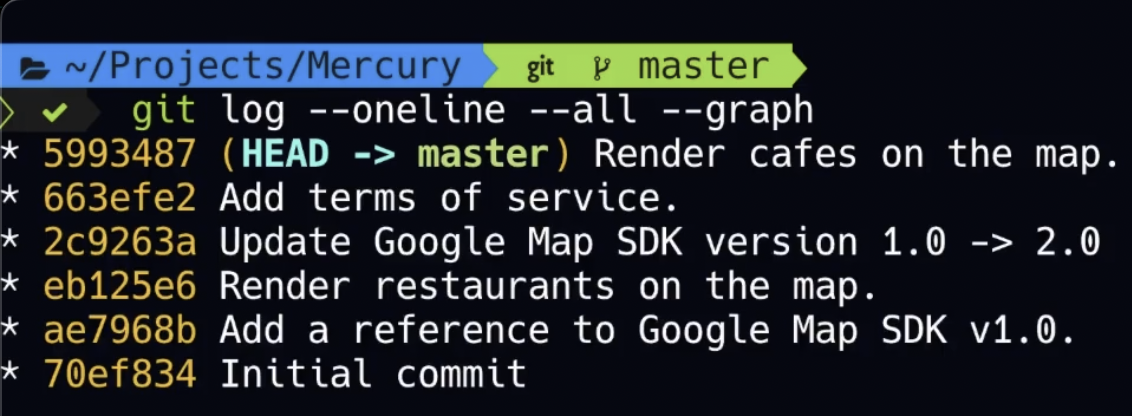 ~/Projects/Mercury git master
git log --oneline --all --graph
* 5993487 (HEAD -> master) Render cafes on the map.
* 663efe2 Add terms of service.
* 2c9263a Update Google Map SDK version 1.0 -> 2.0
* eb125e6 Render restaurants on the map.
* ae7968b Add a reference to Google Map SDK v1.0.
* 70ef834 Initial commit